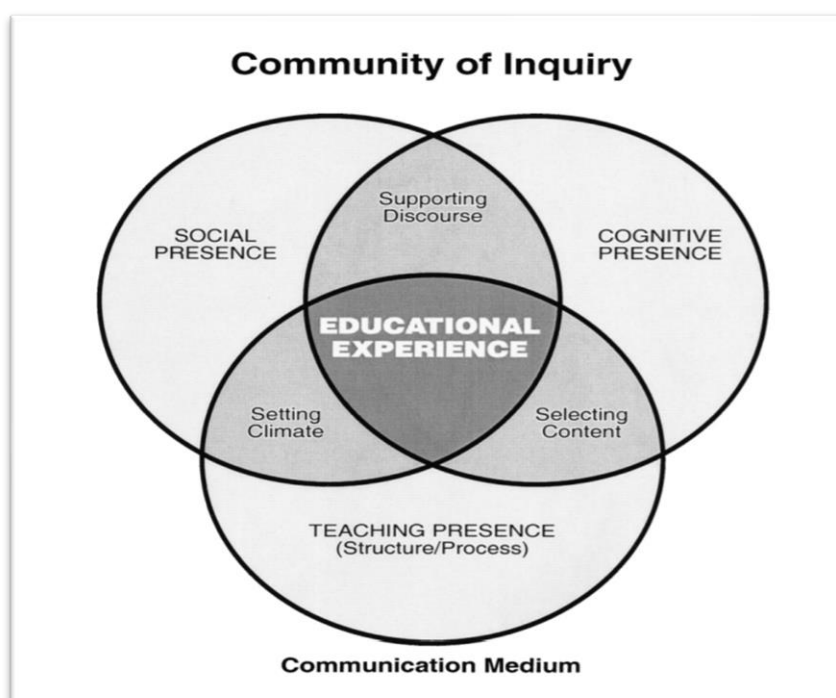 Community of Inquiry
Supporting
Discourse
SOCIAL
PRESENCE
COGNITIVE
PRESENCE
EDUCATIONAL
EXPERIENCE
Setting
Climate
Selecting
Content
TEACHING PRESENCE
(Structure/Process)
Communication Medium